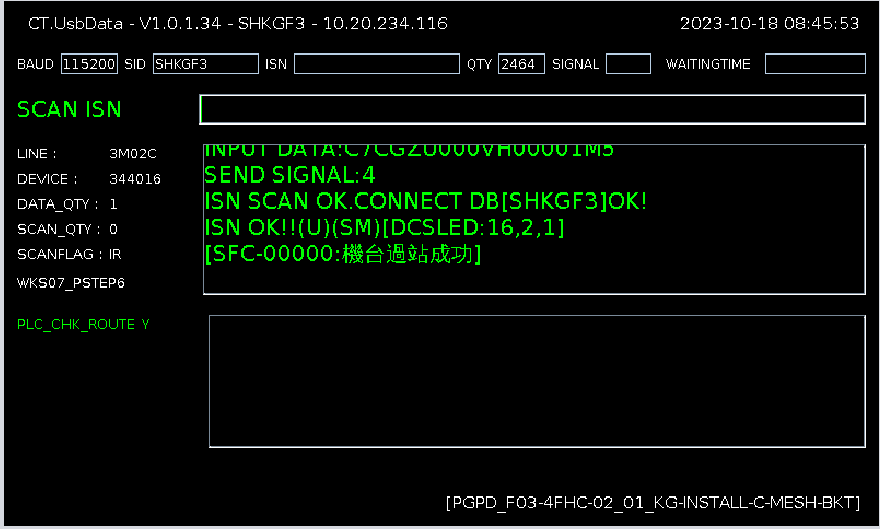 CT.UsbData - V1.0.1.34 - SHKGF3 - 10.20.234.116 2023-10-18 08:45:53
BAUD 115200 SID SHKGF3 ISN QTY 2464 SIGNAL WAITINGTIME
SCAN ISN
LINE : 3M02C
DEVICE : 344016
DATA_QTY : 1
SCAN_QTY : 0
SCANFLAG : IR
WKS07_PSTEP6
INPUT DATA:C7CGZU000VH00001M5
SEND SIGNAL:4
ISN SCAN OK.CONNECT DB[SHKGF3]OK!
ISN OK!!(U)(SM)[DCSLED:16,2,1]
[SFC-00000:機台過站成功]
PLC_CHK_ROUTE Y
[PGPD_F03-4FHC-02_01_KG-INSTALL-C-MESH-BKT]